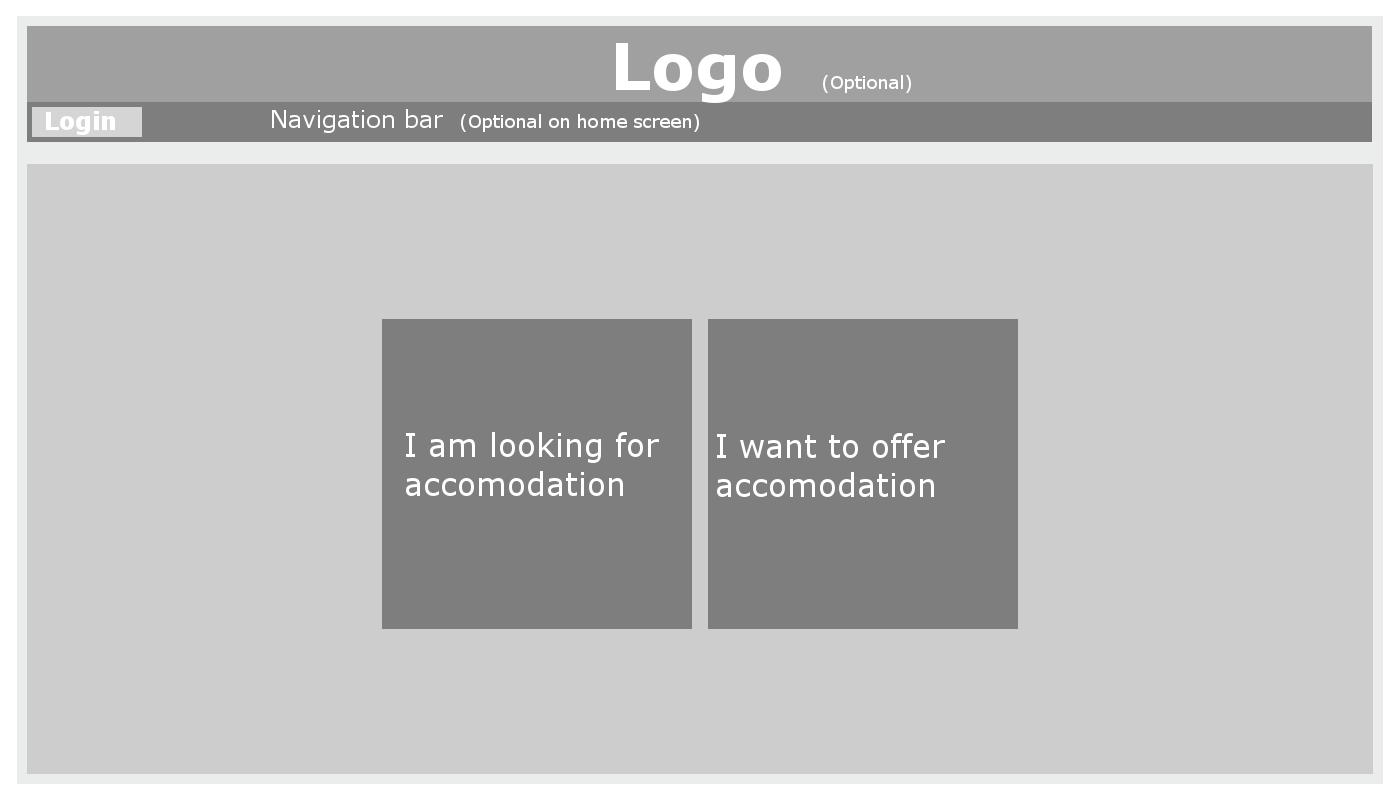 Logo (Optional)
Login Navigation bar (Optional on home screen)
I am looking for
accomodation
I want to offer
accomodation